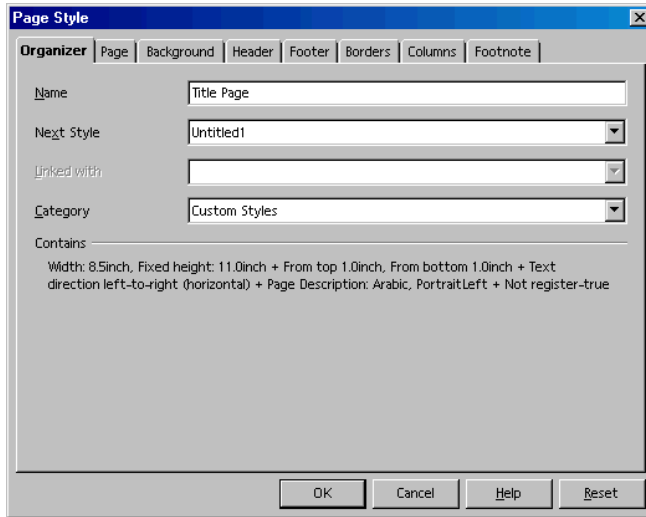 Page Style
Organizer Page Background Header Footer Borders Columns Footnote
Name Title Page
Next Style Untitled1
Linked with
Category Custom Styles
Contains
Width: 8.5inch, Fixed height: 11.0inch + From top 1.0inch, From bottom 1.0inch + Text
direction left-to-right (horizontal) + Page Description: Arabic, PortraitLeft + Not register-true
OK Cancel Help Reset